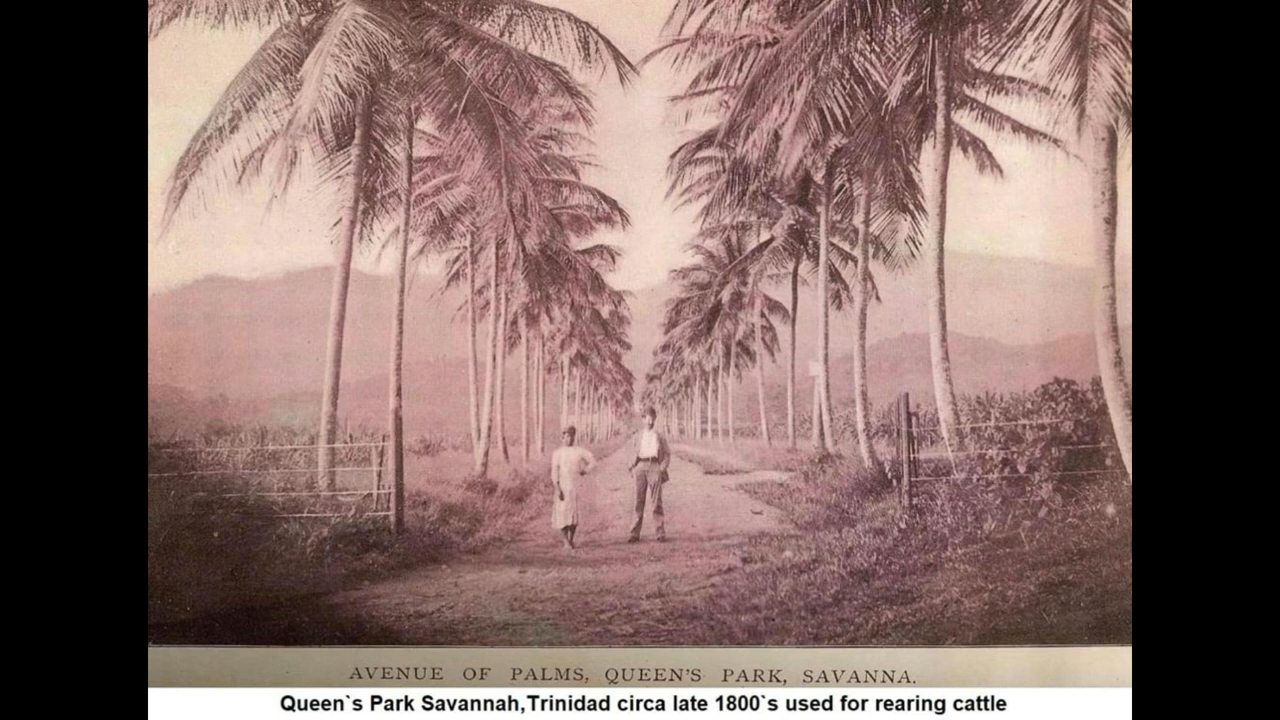 AVENUE OF PALMS, QUEEN'S PARK, SAVANNA.
Queen`s Park Savannah,Trinidad circa late 1800`s used for rearing cattle